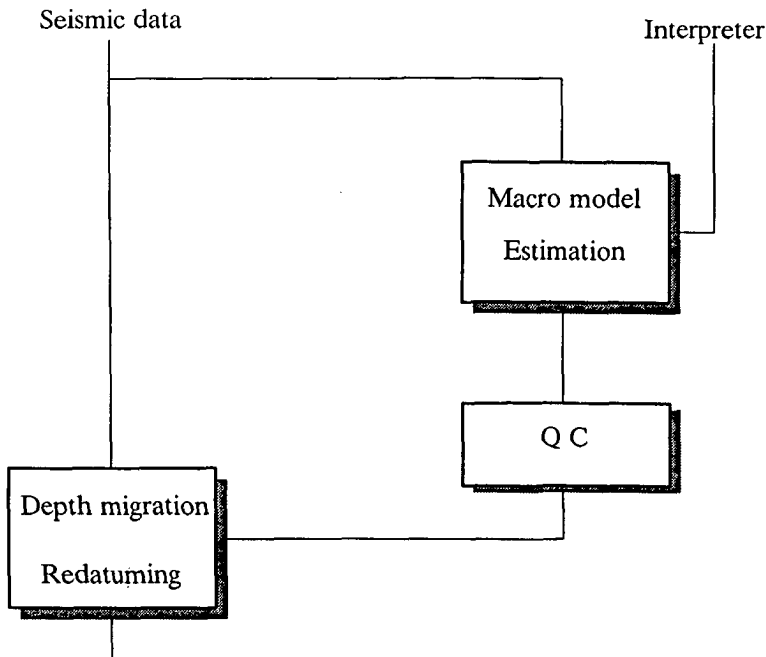 Seismic data
Interpreter
Macro model
Estimation
Q C
Depth migration
Redatuming